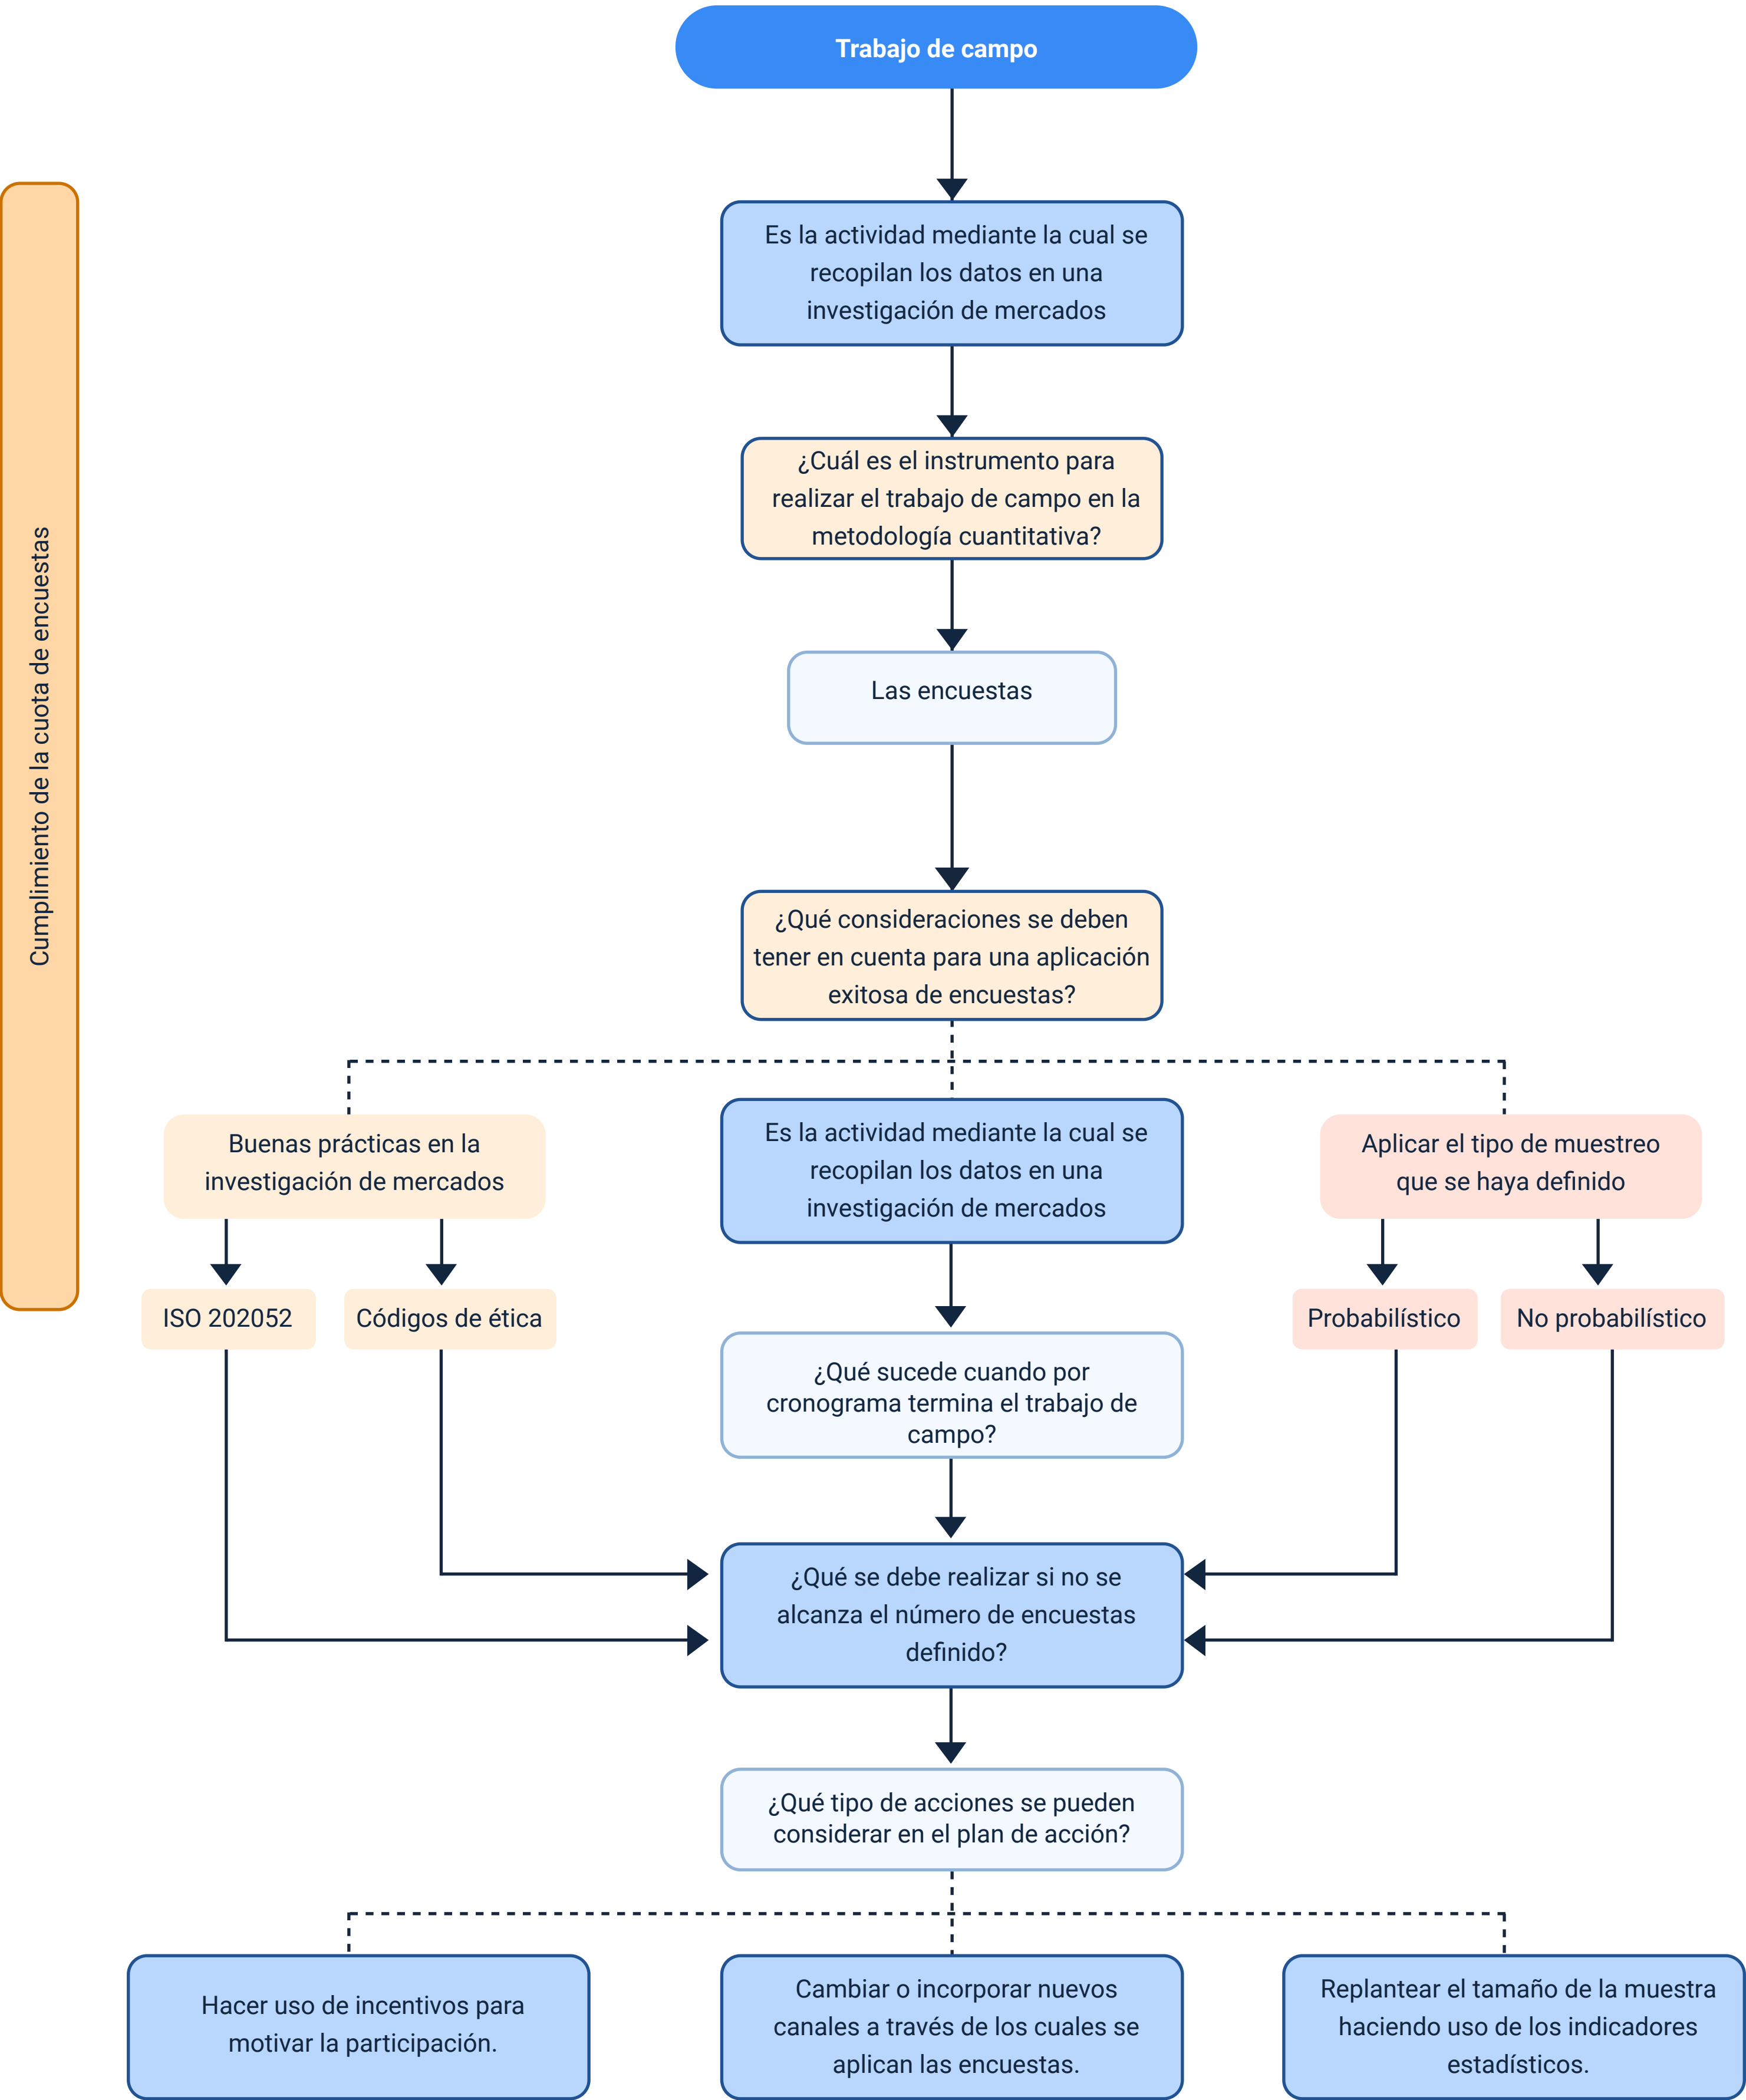 Trabajo de campo
Cumplimiento de la cuota de encuestas
Es la actividad mediante la cual se
recopilan los datos en una
investigación de mercados
¿Cuál es el instrumento para
realizar el trabajo de campo en la
metodología cuantitativa?
Las encuestas
¿Qué consideraciones se deben
tener en cuenta para una aplicación
exitosa de encuestas?
Buenas prácticas en la
investigación de mercados
ISO 202052
Códigos de ética
Es la actividad mediante la cual se
recopilan los datos en una
investigación de mercados
Aplicar el tipo de muestreo
que se haya definido
Probabilístico
No probabilístico
¿Qué sucede cuando por
cronograma termina el trabajo de
campo?
¿Qué se debe realizar si no se
alcanza el número de encuestas
definido?
¿Qué tipo de acciones se pueden
considerar en el plan de acción?
Hacer uso de incentivos para
motivar la participación.
Cambiar o incorporar nuevos
canales a través de los cuales se
aplican las encuestas.
Replantear el tamaño de la muestra
haciendo uso de los indicadores
estadísticos.